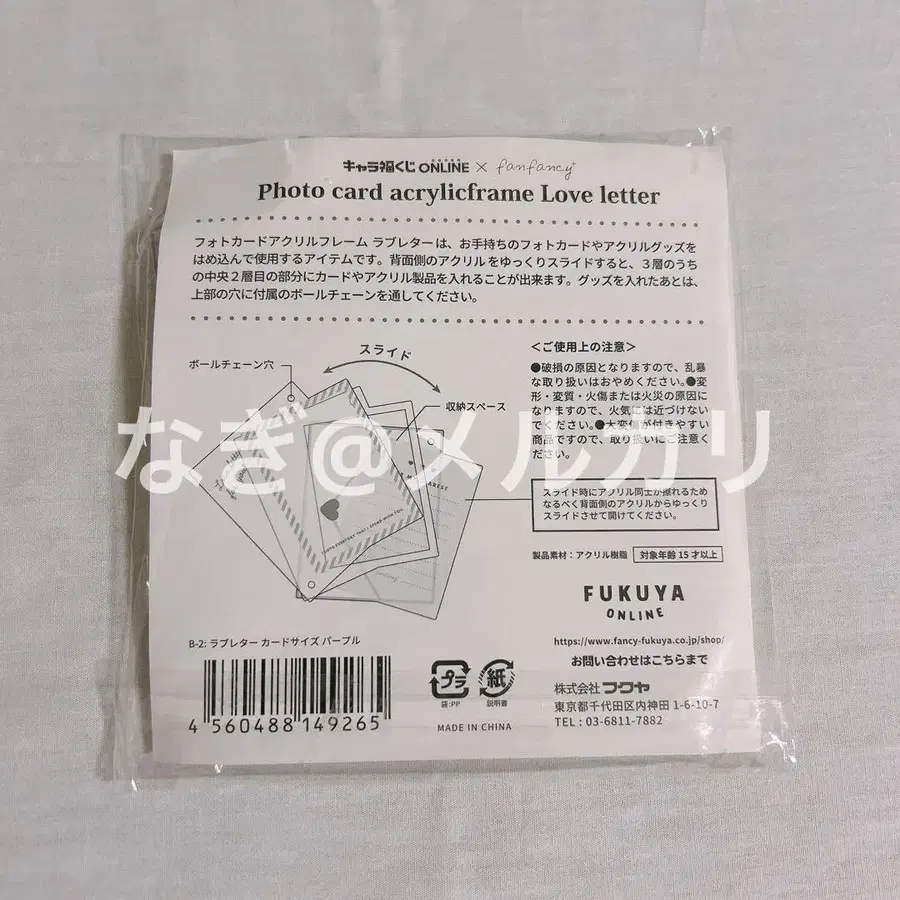 キャラ福くじ ONLINE × fanfancy+
Photo card acrylicframe Love letter
フォトカードアクリルフレーム ラブレターは、お手持ちのフォトカードやアクリルグッズを
はめ込んで使用するアイテムです。背面側のアクリルをゆっくりスライドすると、3層のうち
の中央2層目の部分にカードやアクリル製品を入れることが出来ます。グッズを入れたあとは、
上部の穴に付属のボールチェーンを通してください。
ボールチェーン穴
スライド
収納スペース
<ご使用上の注意>
●破損の原因となりますので、乱暴
な取り扱いはおやめください。●変
形・変質・火傷または火災の原因に
なりますので、火気には近づけない
でください。●大変傷が付きやすい
商品ですので、取り扱いにご注意く
ださい。
なぎ@メルカリ
スライド時にアクリル同士が擦れるため
なるべく背面側のアクリルからゆっくり
スライドさせて開けてください。
製品素材:アクリル樹脂 対象年齢15才以上
FUKUYA
ONLINE
https://www.fancy-fukuya.co.jp/shop/
お問い合わせはこちらまで
株式会社 フクヤ
東京都千代田区内神田 1-6-10-7
TEL : 03-6811-7882
B-2: ラブレター カードサイズ パープル
4 560488 149265
プラ 紙
袋:PP 説明書
MADE IN CHINA